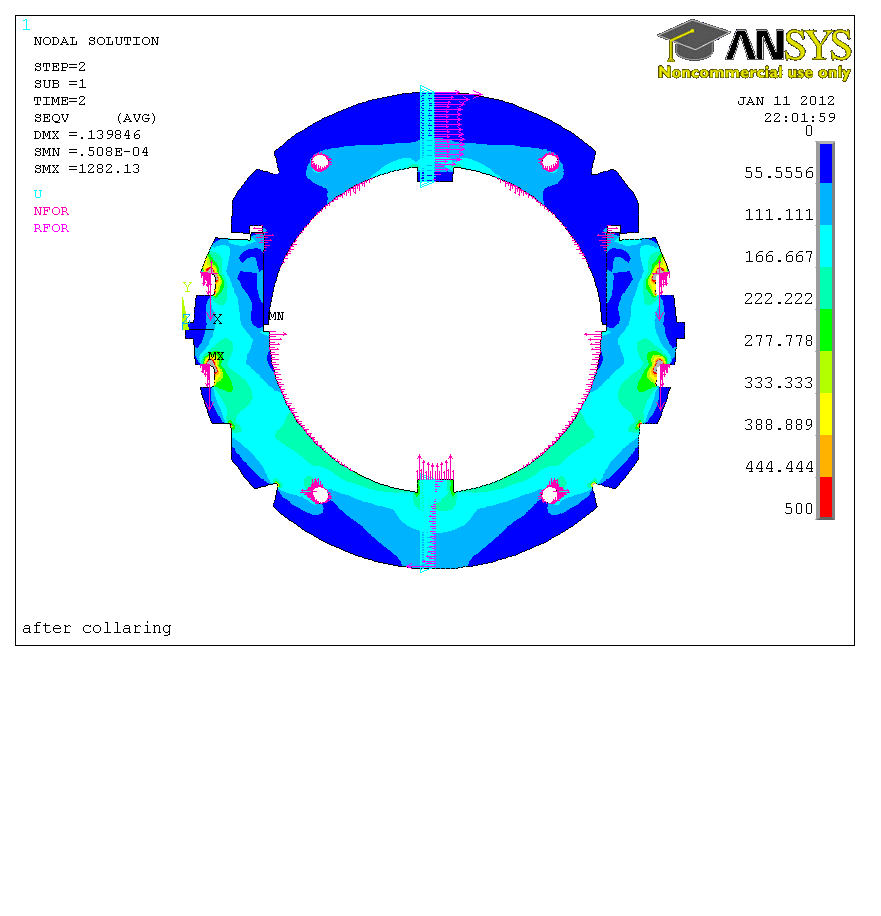 1
NODAL SOLUTION
STEP=2
SUB =1
TIME=2
SEQV (AVG)
DMX =.139846
SMN =.508E-04
SMX =1282.13
U
NFOR
RFOR
ANSYS
Noncommercial use only
JAN 11 2012
22:01:59
0
55.5556
111.111
166.667
222.222
277.778
333.333
388.889
444.444
500
Y
Z X
MN
MX
after collaring